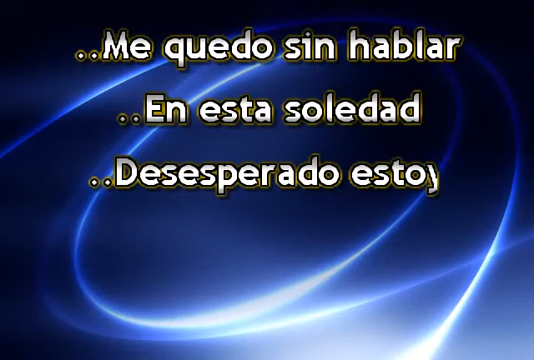 ..Me quedo sin hablar
..En esta soledad
..Desesperado estoy